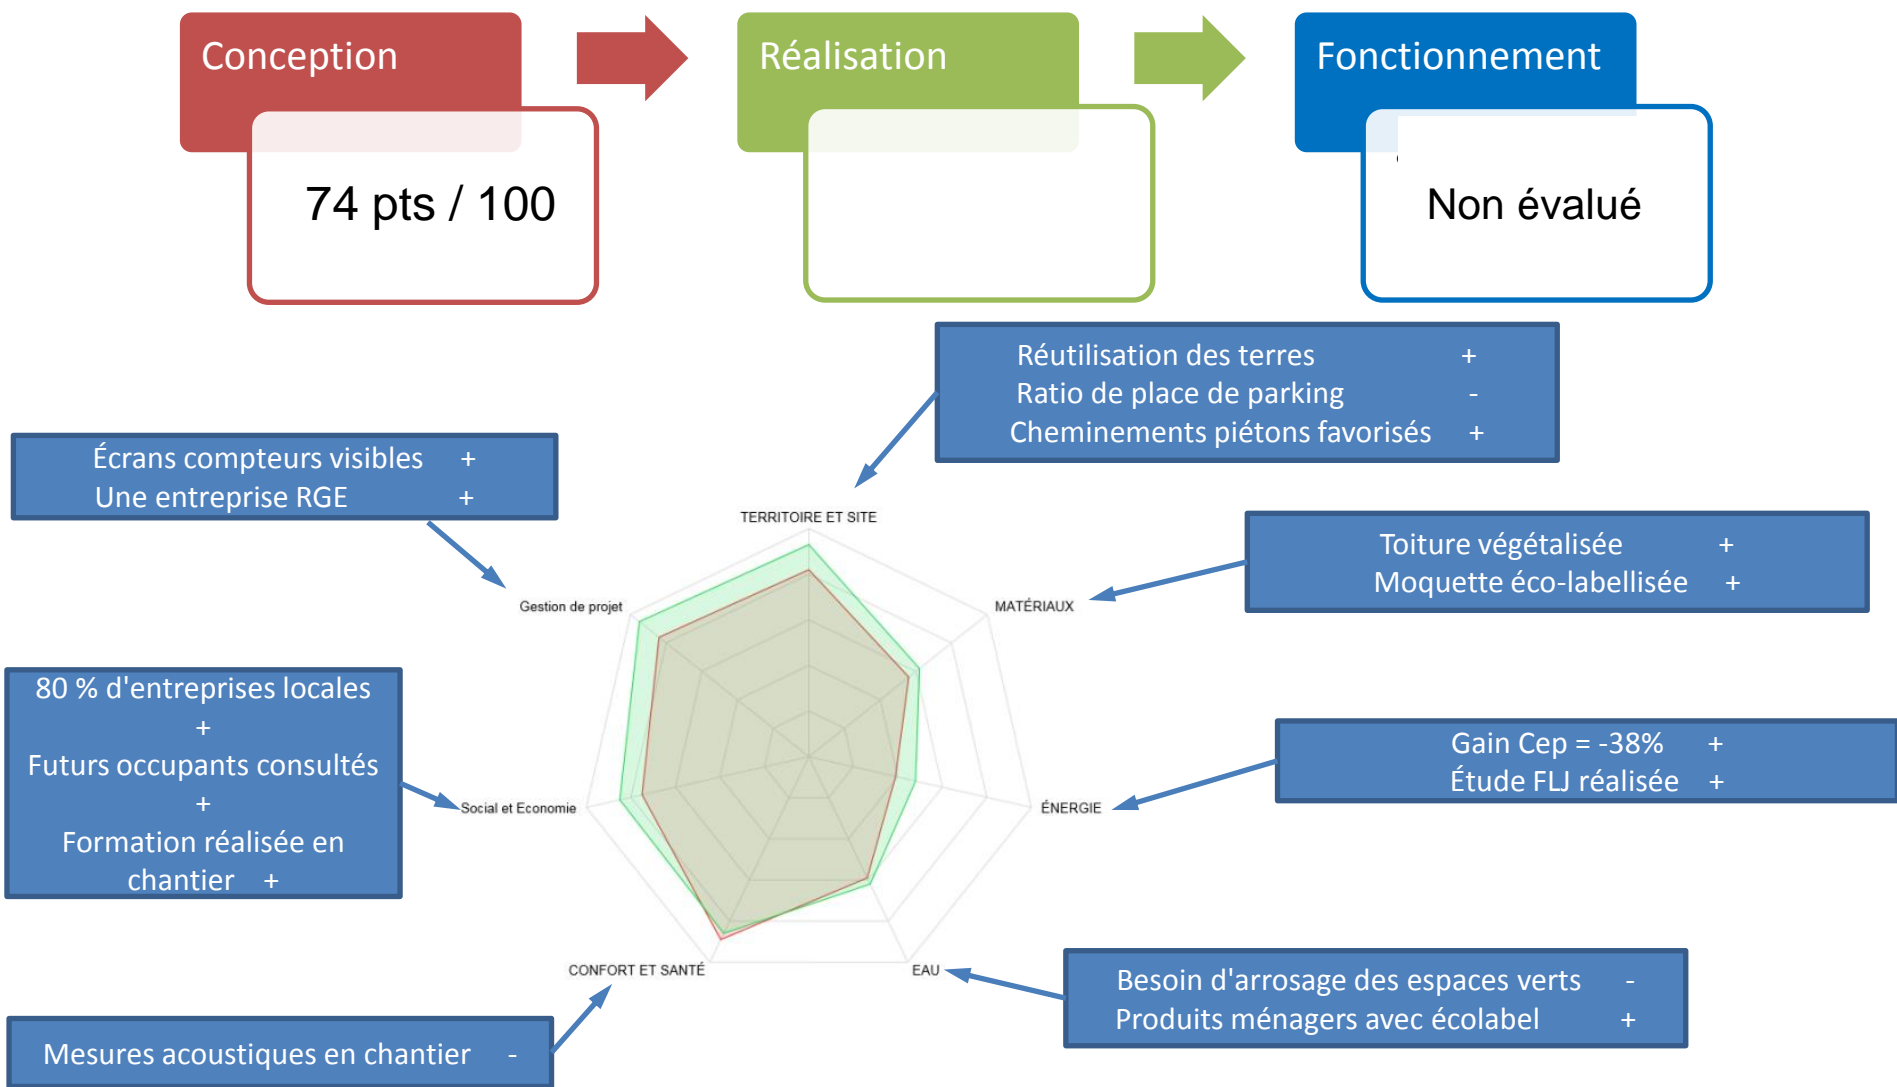 Conception
Réalisation
Fonctionnement
74 pts / 100
Non évalué
Réutilisation des terres +
Ratio de place de parking -
Cheminements piétons favorisés +
Écrans compteurs visibles +
Une entreprise RGE +
TERRITOIRE ET SITE
Toiture végétalisée +
Moquette éco-labellisée +
Gestion de projet
MATÉRIAUX
80 % d'entreprises locales
+
Futurs occupants consultés
+
Formation réalisée en
chantier +
Gain Cep = -38% +
Étude FLJ réalisée +
Social et Economie
ÉNERGIE
CONFORT ET SANTÉ
EAU
Besoin d'arrosage des espaces verts -
Produits ménagers avec écolabel +
Mesures acoustiques en chantier -